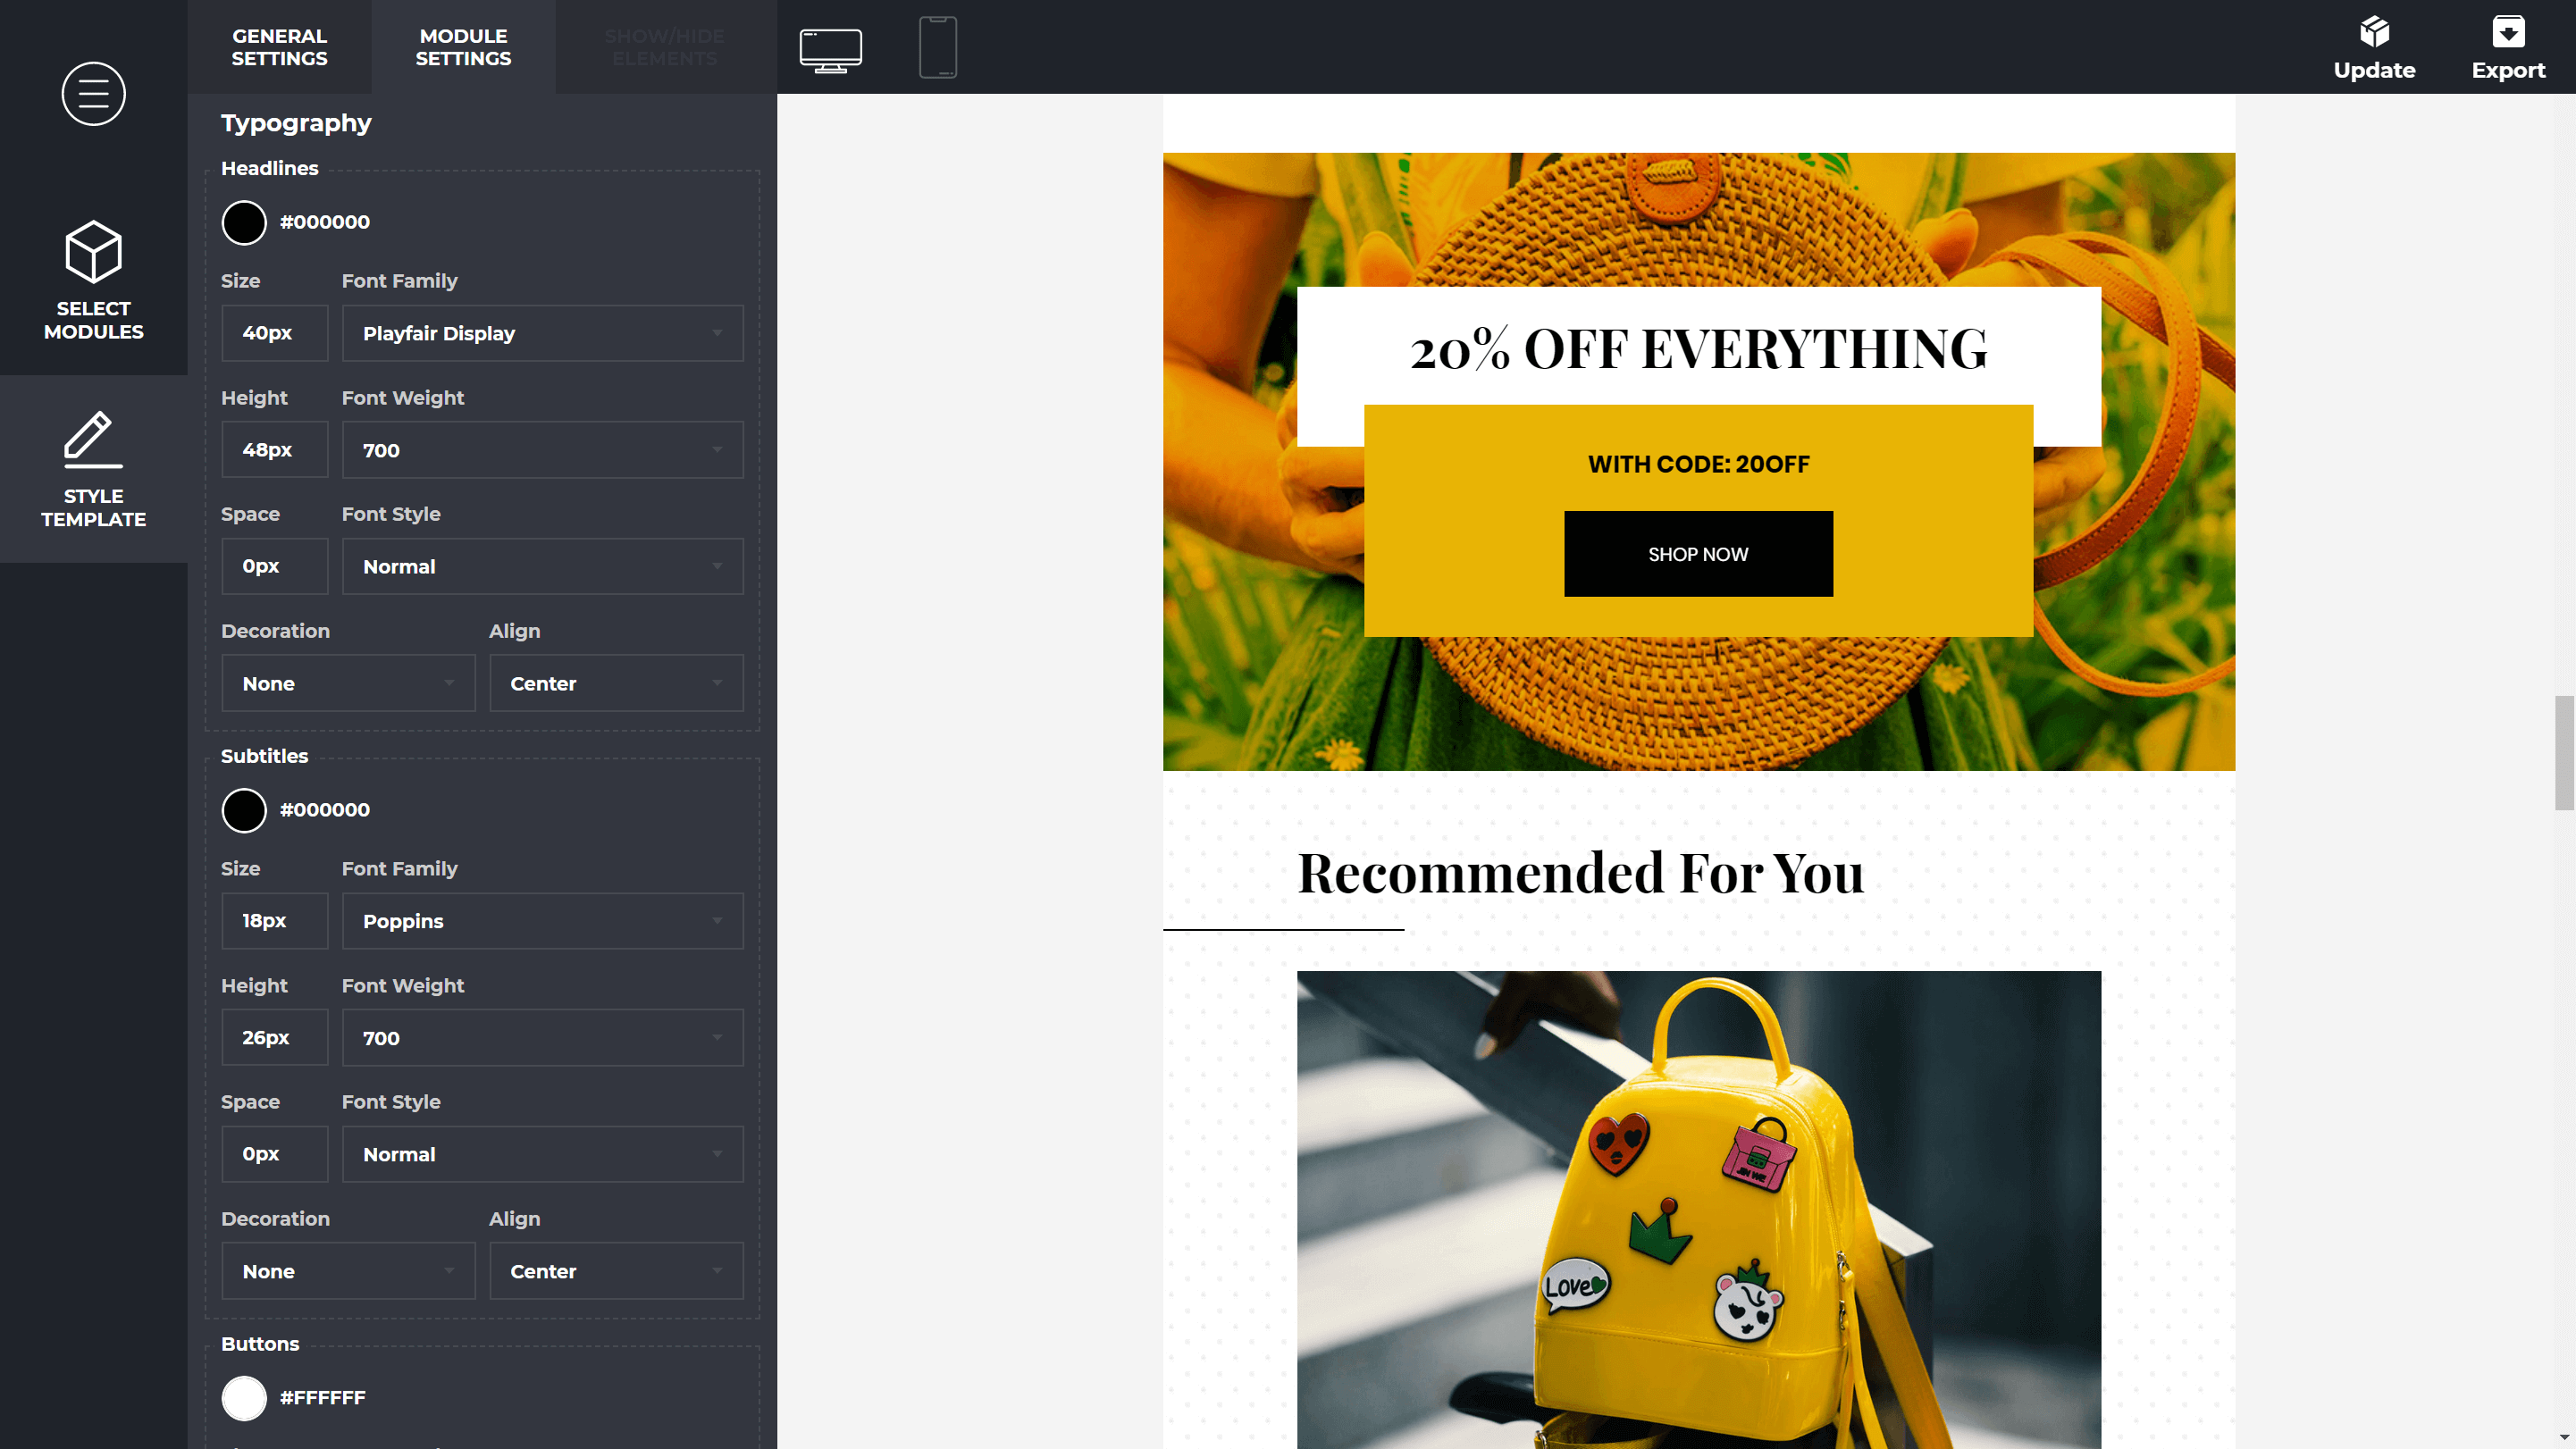 GENERAL
SETTINGS
MODULE
SETTINGS
SHOW/HIDE
ELEMENTS
Update
Export
SELECT
MODULES
STYLE
TEMPLATE
Typography
Headlines
#000000
Size
Font Family
40px
Playfair Display
Height
Font Weight
48px
700
Space
Font Style
0px
Normal
Decoration
Align
None
Center
Subtitles
#000000
Size
Font Family
18px
Poppins
Height
Font Weight
26px
700
Space
Font Style
0px
Normal
Decoration
Align
None
Center
Buttons
#FFFFFF
20% OFF EVERYTHING
WITH CODE: 20OFF
SHOP NOW
Recommended For You
Love